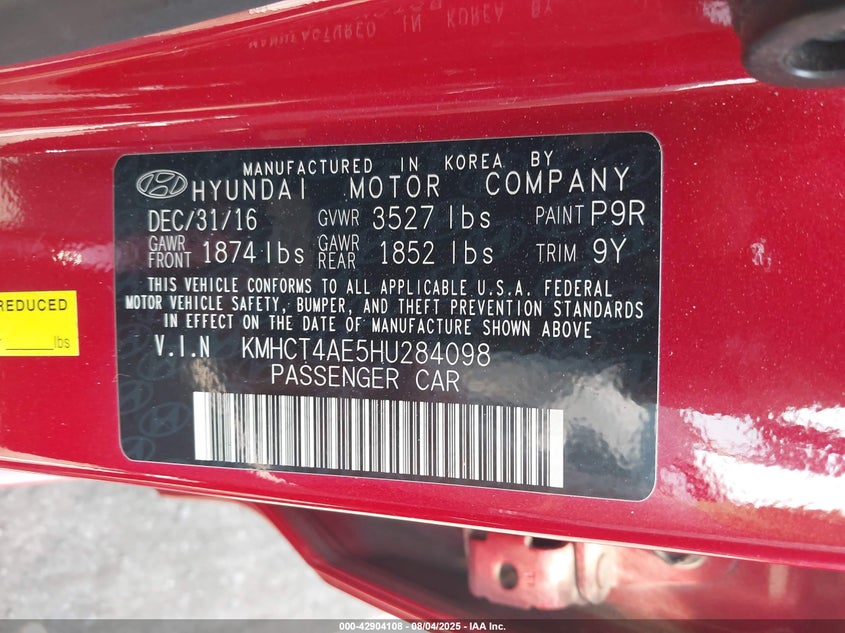 MANUFACTURED IN KOREA BY
HYUNDAI MOTOR COMPANY
DEC/31/16 GVWR 3527 lbs PAINT P9R
GAWR FRONT 1874 lbs GAWR REAR 1852 lbs TRIM 9Y
THIS VEHICLE CONFORMS TO ALL APPLICABLE U.S.A. FEDERAL
MOTOR VEHICLE SAFETY, BUMPER, AND THEFT PREVENTION STANDARDS
IN EFFECT ON THE DATE OF MANUFACTURE SHOWN ABOVE
V.I.N KMHCT4AE5HU284098
PASSENGER CAR
REDUCED
lbs
000-42904108 - 08/04/2025 - IAA Inc.